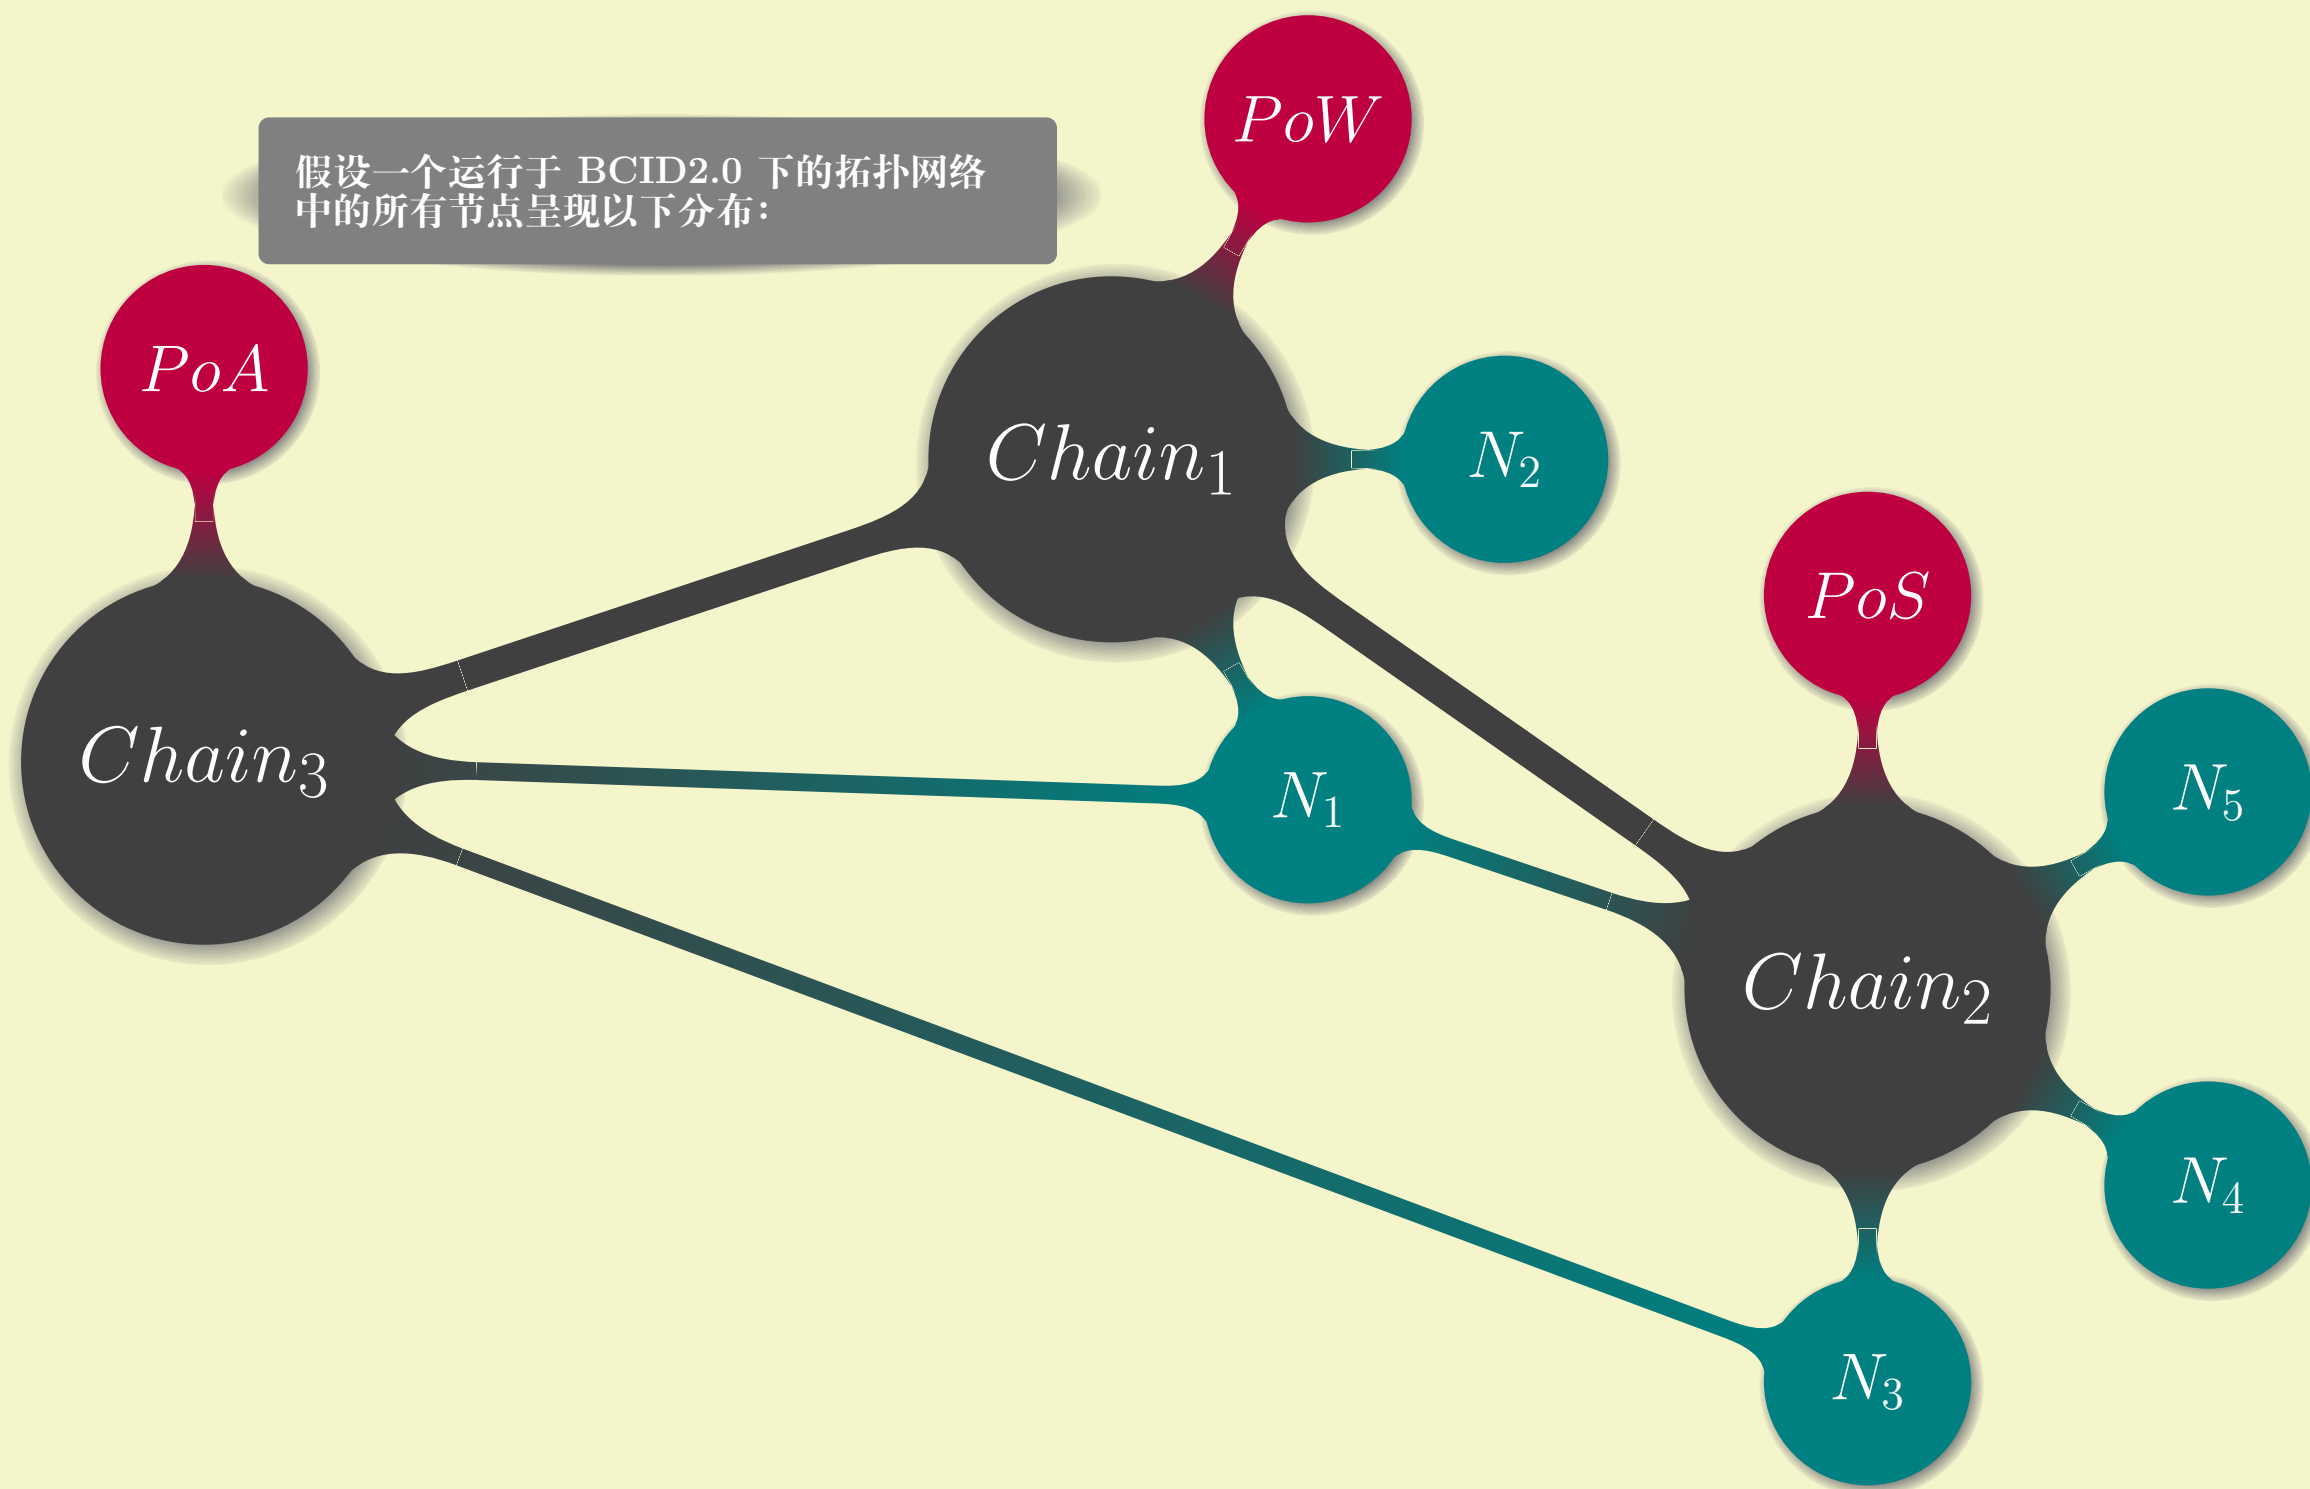 假设一个运行于 BCID2.0 下的拓扑网络
中的所有节点呈现以下分布：
PoW
PoA
Chain₁
N₂
PoS
Chain₃
N₁
N₅
Chain₂
N₄
N₃